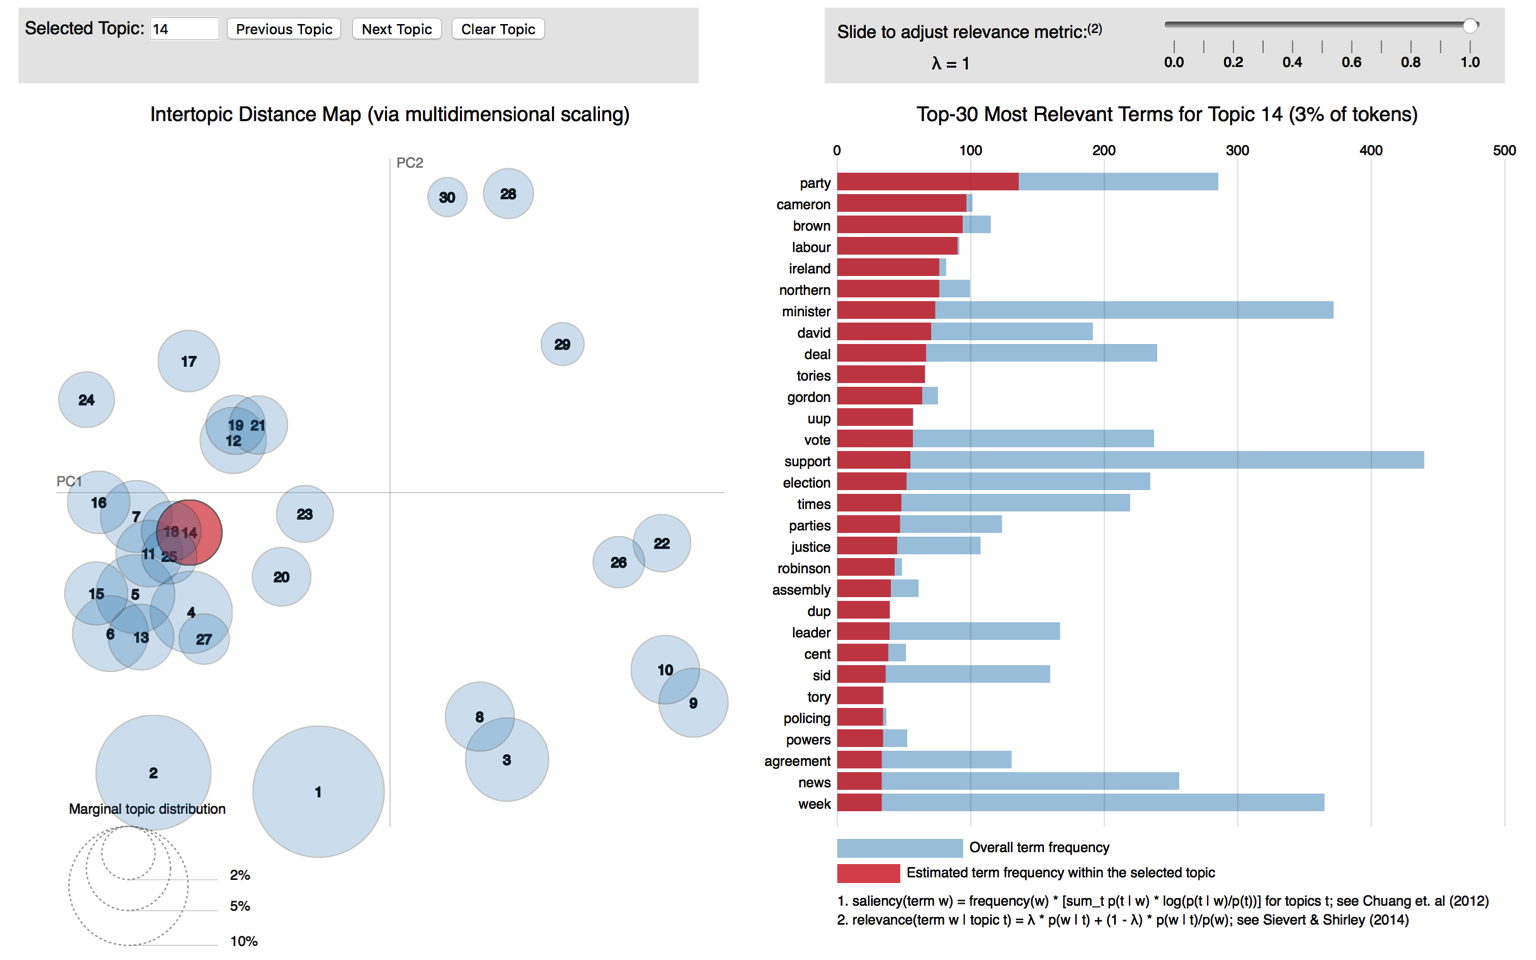 Selected Topic: 14 Previous Topic Next Topic Clear Topic
Slide to adjust relevance metric:(2)
λ = 1
0.0 0.2 0.4 0.6 0.8 1.0
Intertopic Distance Map (via multidimensional scaling)
PC2
PC1
30
28
29
17
24
19
21
12
16
7
18
14
23
11
25
22
26
20
15
5
4
6
13
27
10
9
8
3
2
1
Marginal topic distribution
2%
5%
10%
Top-30 Most Relevant Terms for Topic 14 (3% of tokens)
0 100 200 300 400 500
party
cameron
brown
labour
ireland
northern
minister
david
deal
tories
gordon
uup
vote
support
election
times
parties
justice
robinson
assembly
dup
leader
cent
sid
tory
policing
powers
agreement
news
week
Overall term frequency
Estimated term frequency within the selected topic
1. saliency(term w) = frequency(w) * [sum_t p(t | w) * log(p(t | w)/p(t))] for topics t; see Chuang et. al (2012)
2. relevance(term w | topic t) = λ * p(w | t) + (1 - λ) * p(w | t)/p(w); see Sievert & Shirley (2014)